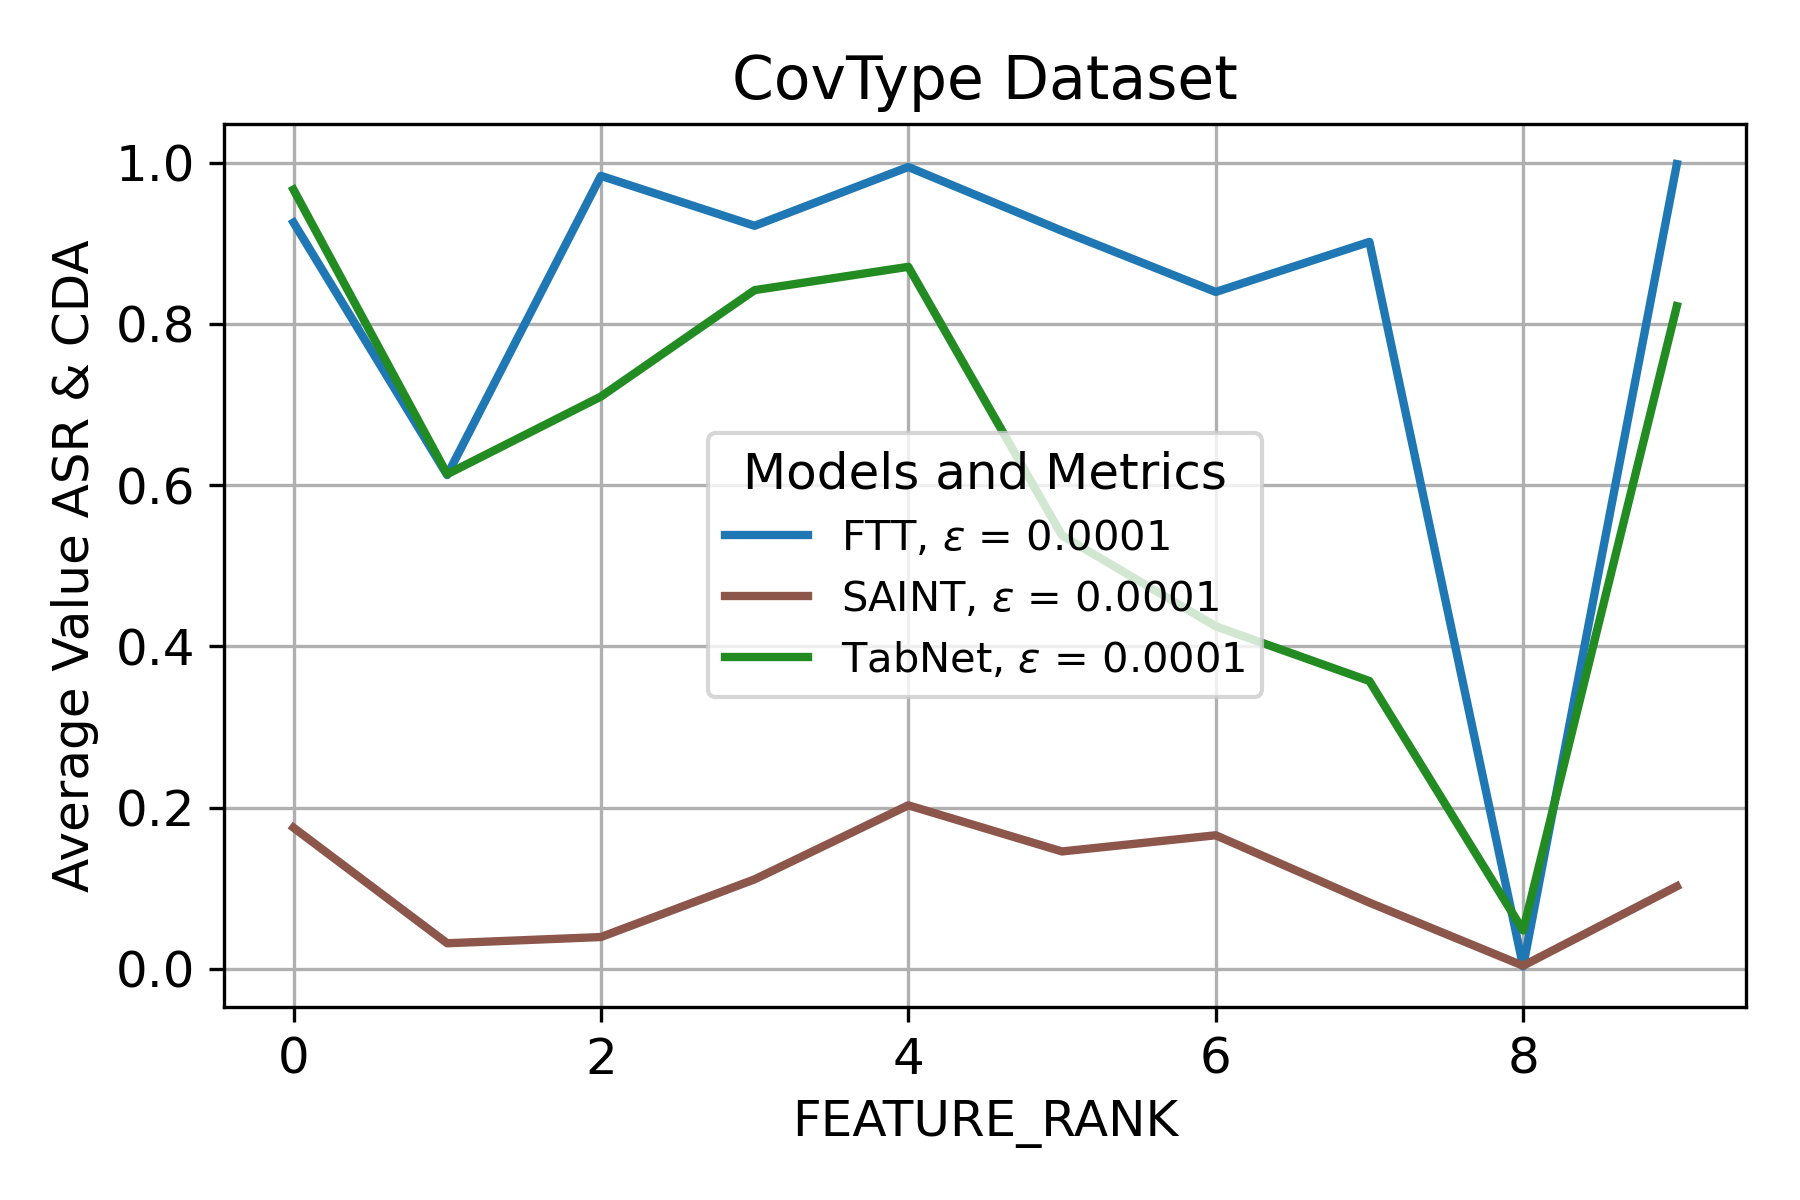 CovType Dataset
Average Value ASR & CDA
1.0
0.8
0.6
0.4
0.2
0.0
Models and Metrics
FTT, ε = 0.0001
SAINT, ε = 0.0001
TabNet, ε = 0.0001
0 2 4 6 8
FEATURE_RANK